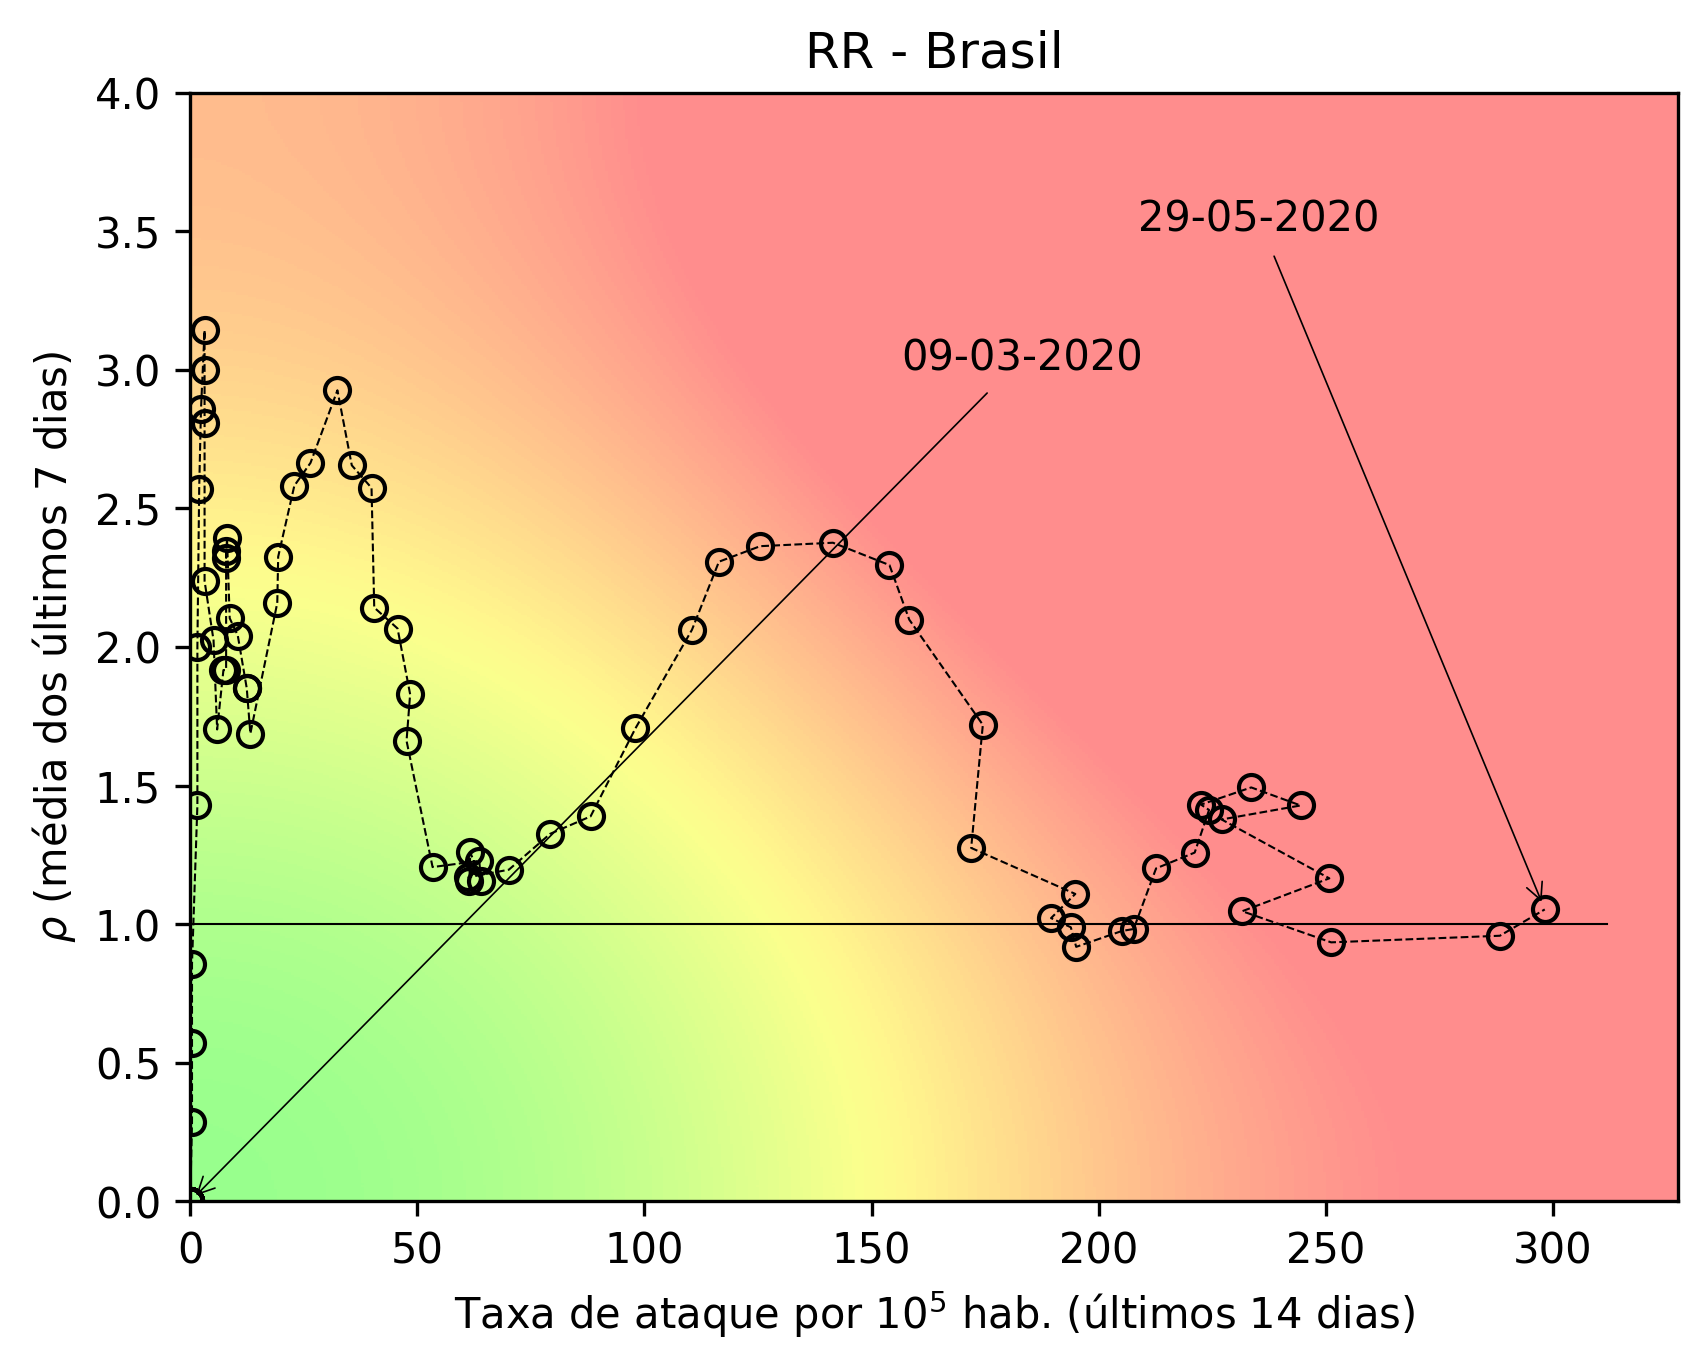 RR - Brasil
4.0
3.5
3.0
2.5
2.0
1.5
1.0
0.5
0.0
ρ (média dos últimos 7 dias)
29-05-2020
09-03-2020
0 50 100 150 200 250 300
Taxa de ataque por 10⁵ hab. (últimos 14 dias)